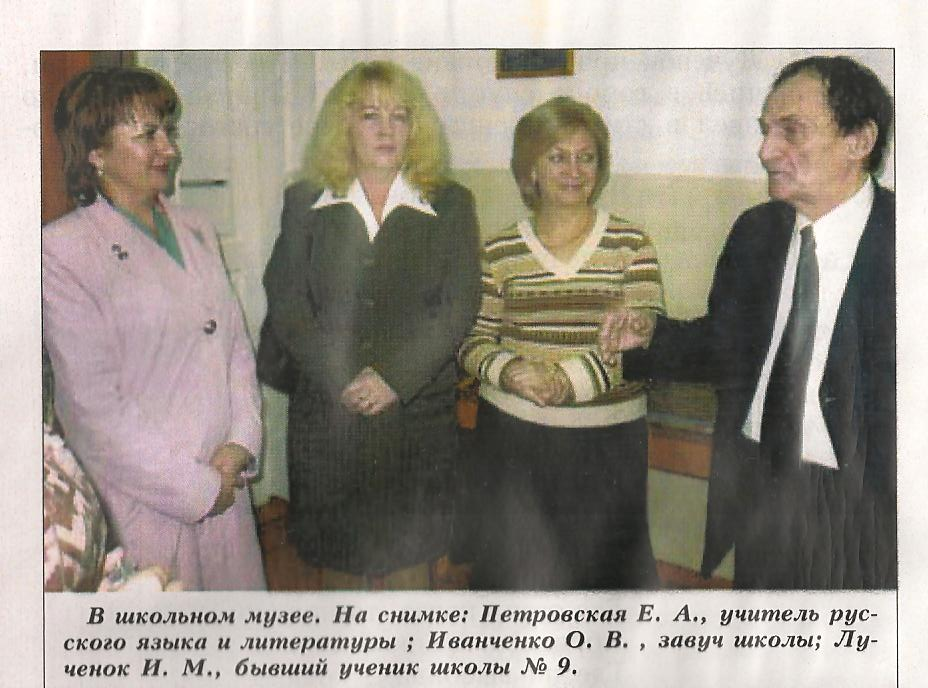 В школьном музее. На снимке: Петровская Е. А., учитель рус-
ского языка и литературы ; Иванченко О. В. , завуч школы; Лу-
ченок И. М., бывший ученик школы № 9.